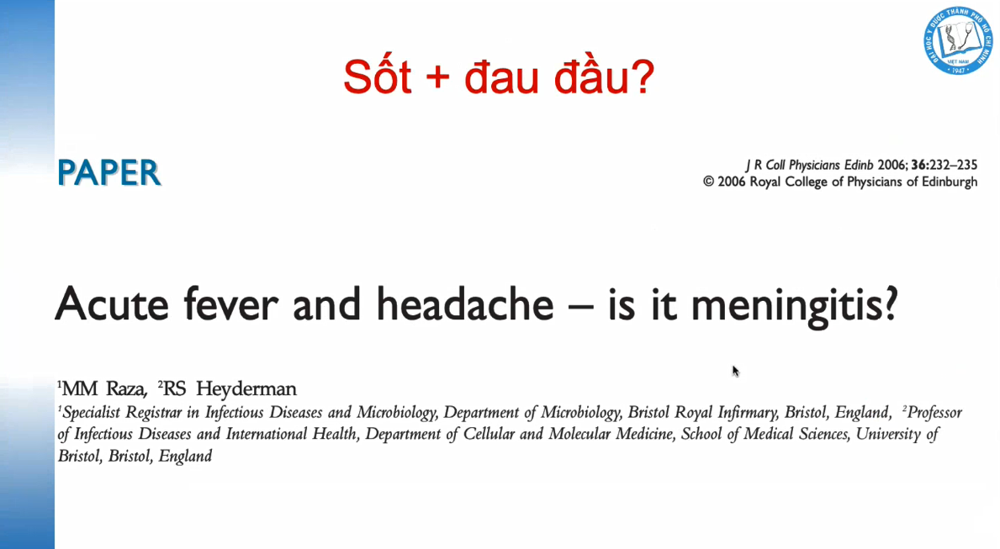 ĐẠI HỌC Y DƯỢC THÀNH PHỐ HỒ CHÍ MINH
VIỆT NAM
1947
Sốt + đau đầu?
PAPER
J R Coll Physicians Edinb 2006; 36:232–235
© 2006 Royal College of Physicians of Edinburgh
Acute fever and headache – is it meningitis?
¹MM Raza, ²RS Heyderman
¹Specialist Registrar in Infectious Diseases and Microbiology, Department of Microbiology, Bristol Royal Infirmary, Bristol, England, ²Professor
of Infectious Diseases and International Health, Department of Cellular and Molecular Medicine, School of Medical Sciences, University of
Bristol, Bristol, England